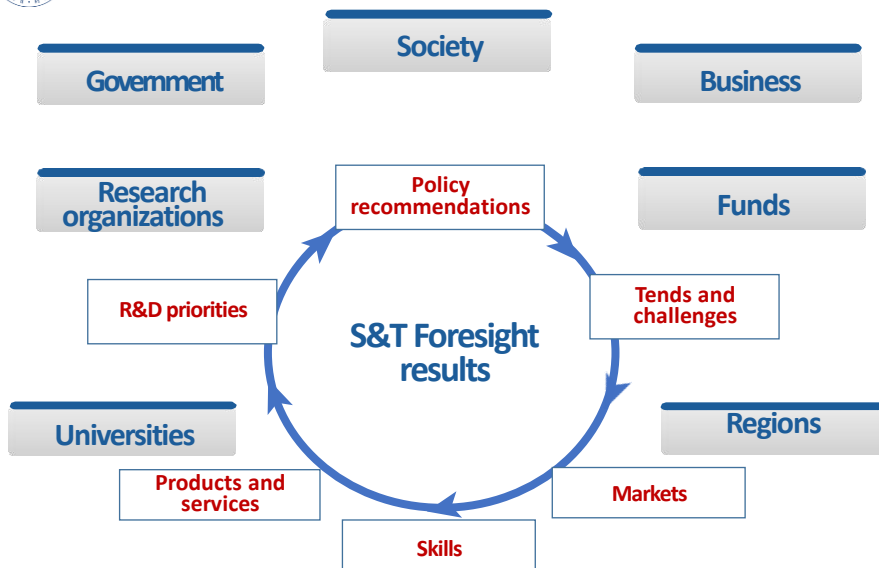 Society
Government
Business
Research
organizations
Policy
recommendations
Funds
R&D priorities
Tends and
challenges
S&T Foresight
results
Universities
Regions
Products and
services
Markets
Skills